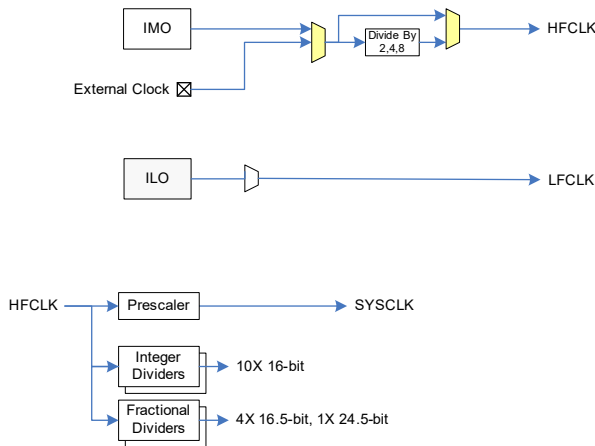 IMO
Divide By
2,4,8
HFCLK
External Clock
ILO
LFCLK
HFCLK
Prescaler
SYSCLK
Integer
Dividers
10X 16-bit
Fractional
Dividers
4X 16.5-bit, 1X 24.5-bit